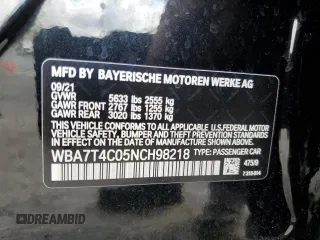 MFD BY BAYERISCHE MOTOREN WERKE AG
09/21
GVWR 5633 lbs 2555 kg
GAWR FRONT 2767 lbs 1255 kg
GAWR REAR 3020 lbs 1370 kg
THIS VEHICLE CONFORMS TO ALL APPLICABLE U.S. FEDERAL MOTOR
VEHICLE SAFETY, BUMPER, AND THEFT PREVENTION STANDARDS
IN EFFECT ON THE DATE OF MANUFACTURE SHOWN ABOVE.
WBA7T4C05NCH98218 TYPE: PASSENGER CAR
475/9
DREAMBID